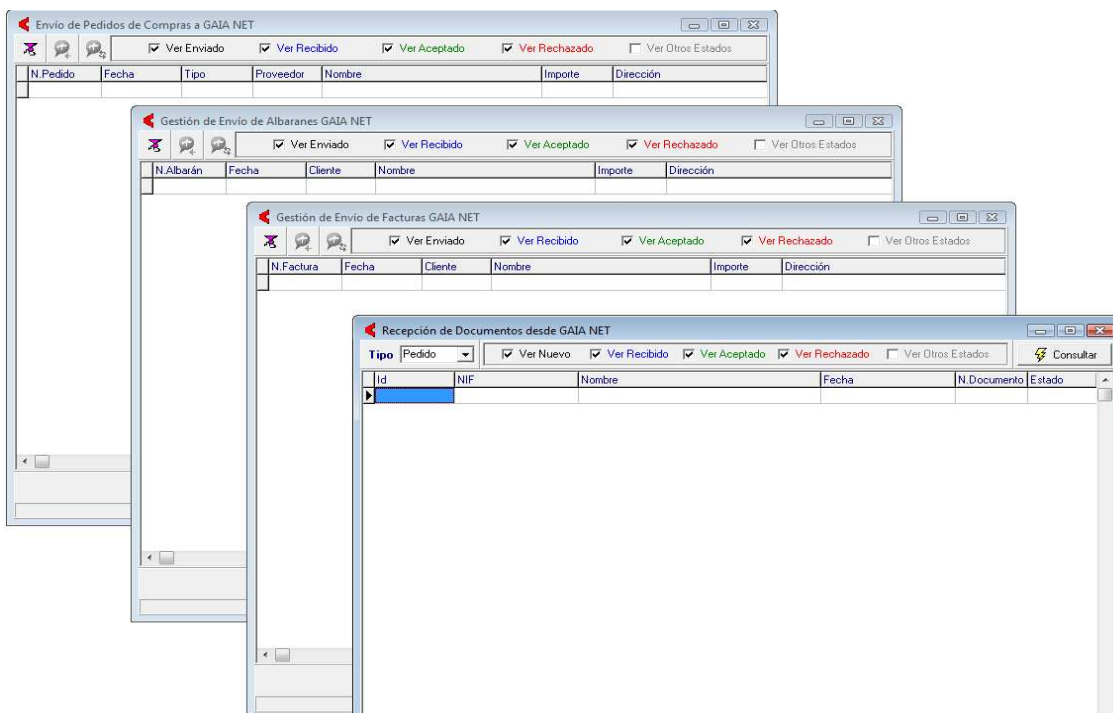 Envío de Pedidos de Compras a GAIA NET
Ver Enviado Ver Recibido Ver Aceptado Ver Rechazado Ver Otros Estados
N.Pedido Fecha Tipo Proveedor Nombre Importe Dirección
Gestión de Envío de Albaranes GAIA NET
Ver Enviado Ver Recibido Ver Aceptado Ver Rechazado Ver Otros Estados
N.Albarán Fecha Cliente Nombre Importe Dirección
Gestión de Envío de Facturas GAIA NET
Ver Enviado Ver Recibido Ver Aceptado Ver Rechazado Ver Otros Estados
N.Factura Fecha Cliente Nombre Importe Dirección
Recepción de Documentos desde GAIA NET
Tipo Pedido Ver Nuevo Ver Recibido Ver Aceptado Ver Rechazado Ver Otros Estados Consultar
Id NIF Nombre Fecha N.Documento Estado